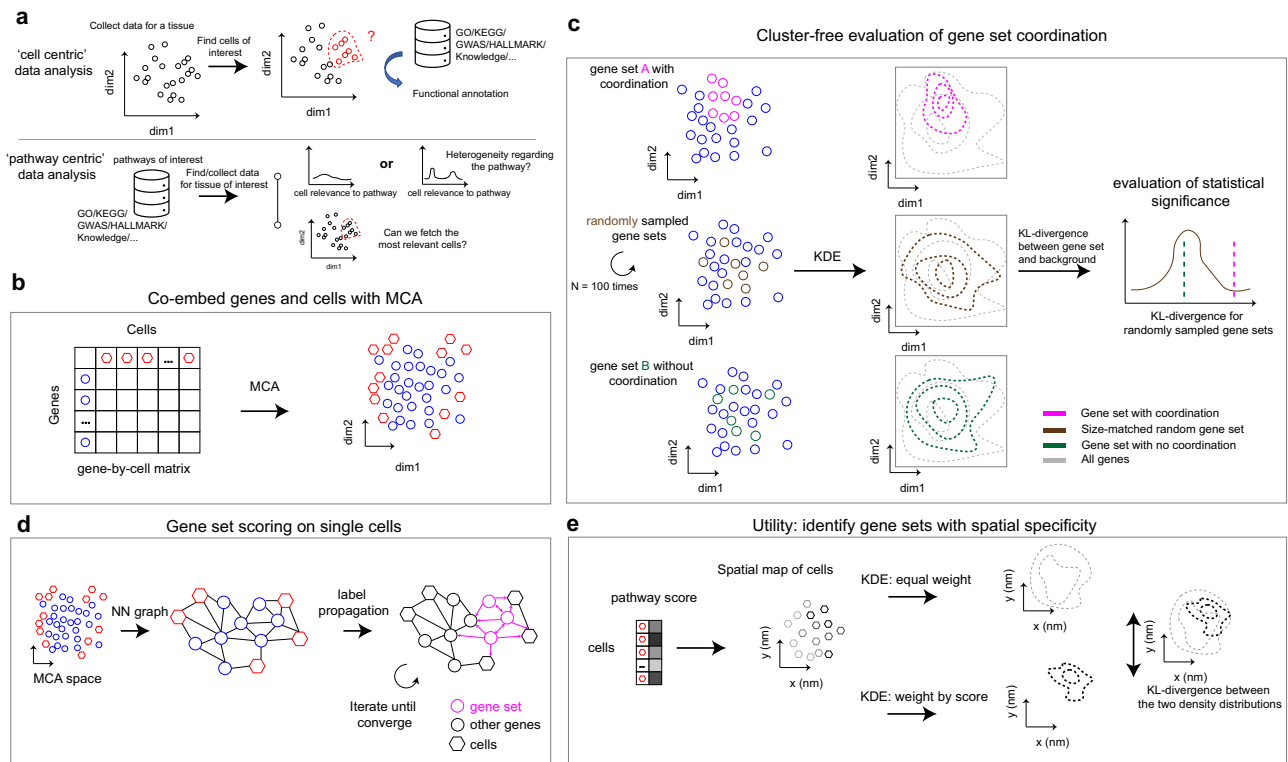 a
Collect data for a tissue
'cell centric'
data analysis
dim2
dim1
Find cells of
interest
dim2
dim1
?
GO/KEGG/
GWAS/HALLMARK/
Knowledge/...
Functional annotation
'pathway centric'
data analysis
pathways of interest
GO/KEGG/
GWAS/HALLMARK/
Knowledge/...
Find/collect data
for tissue of interest
cell relevance to pathway
or
Heterogeneity regarding
the pathway?
cell relevance to pathway
dim2
dim1
Can we fetch the
most relevant cells?
b
Co-embed genes and cells with MCA
Cells
...
Genes
...
gene-by-cell matrix
MCA
dim2
dim1
c
Cluster-free evaluation of gene set coordination
gene set A with
coordination
dim2
dim1
dim2
dim1
randomly sampled
gene sets
N = 100 times
dim2
dim1
KDE
dim2
dim1
KL-divergence
between gene set
and background
evaluation of statistical
significance
KL-divergence for
randomly sampled gene sets
gene set B without
coordination
dim2
dim1
dim2
dim1
Gene set with coordination
Size-matched random gene set
Gene set with no coordination
All genes
d
Gene set scoring on single cells
MCA space
NN graph
label
propagation
Iterate until
converge
gene set
other genes
cells
e
Utility: identify gene sets with spatial specificity
pathway score
cells
...
Spatial map of cells
y (nm)
x (nm)
KDE: equal weight
y (nm)
x (nm)
KDE: weight by score
y (nm)
x (nm)
y (nm)
x (nm)
KL-divergence between
the two density distributions